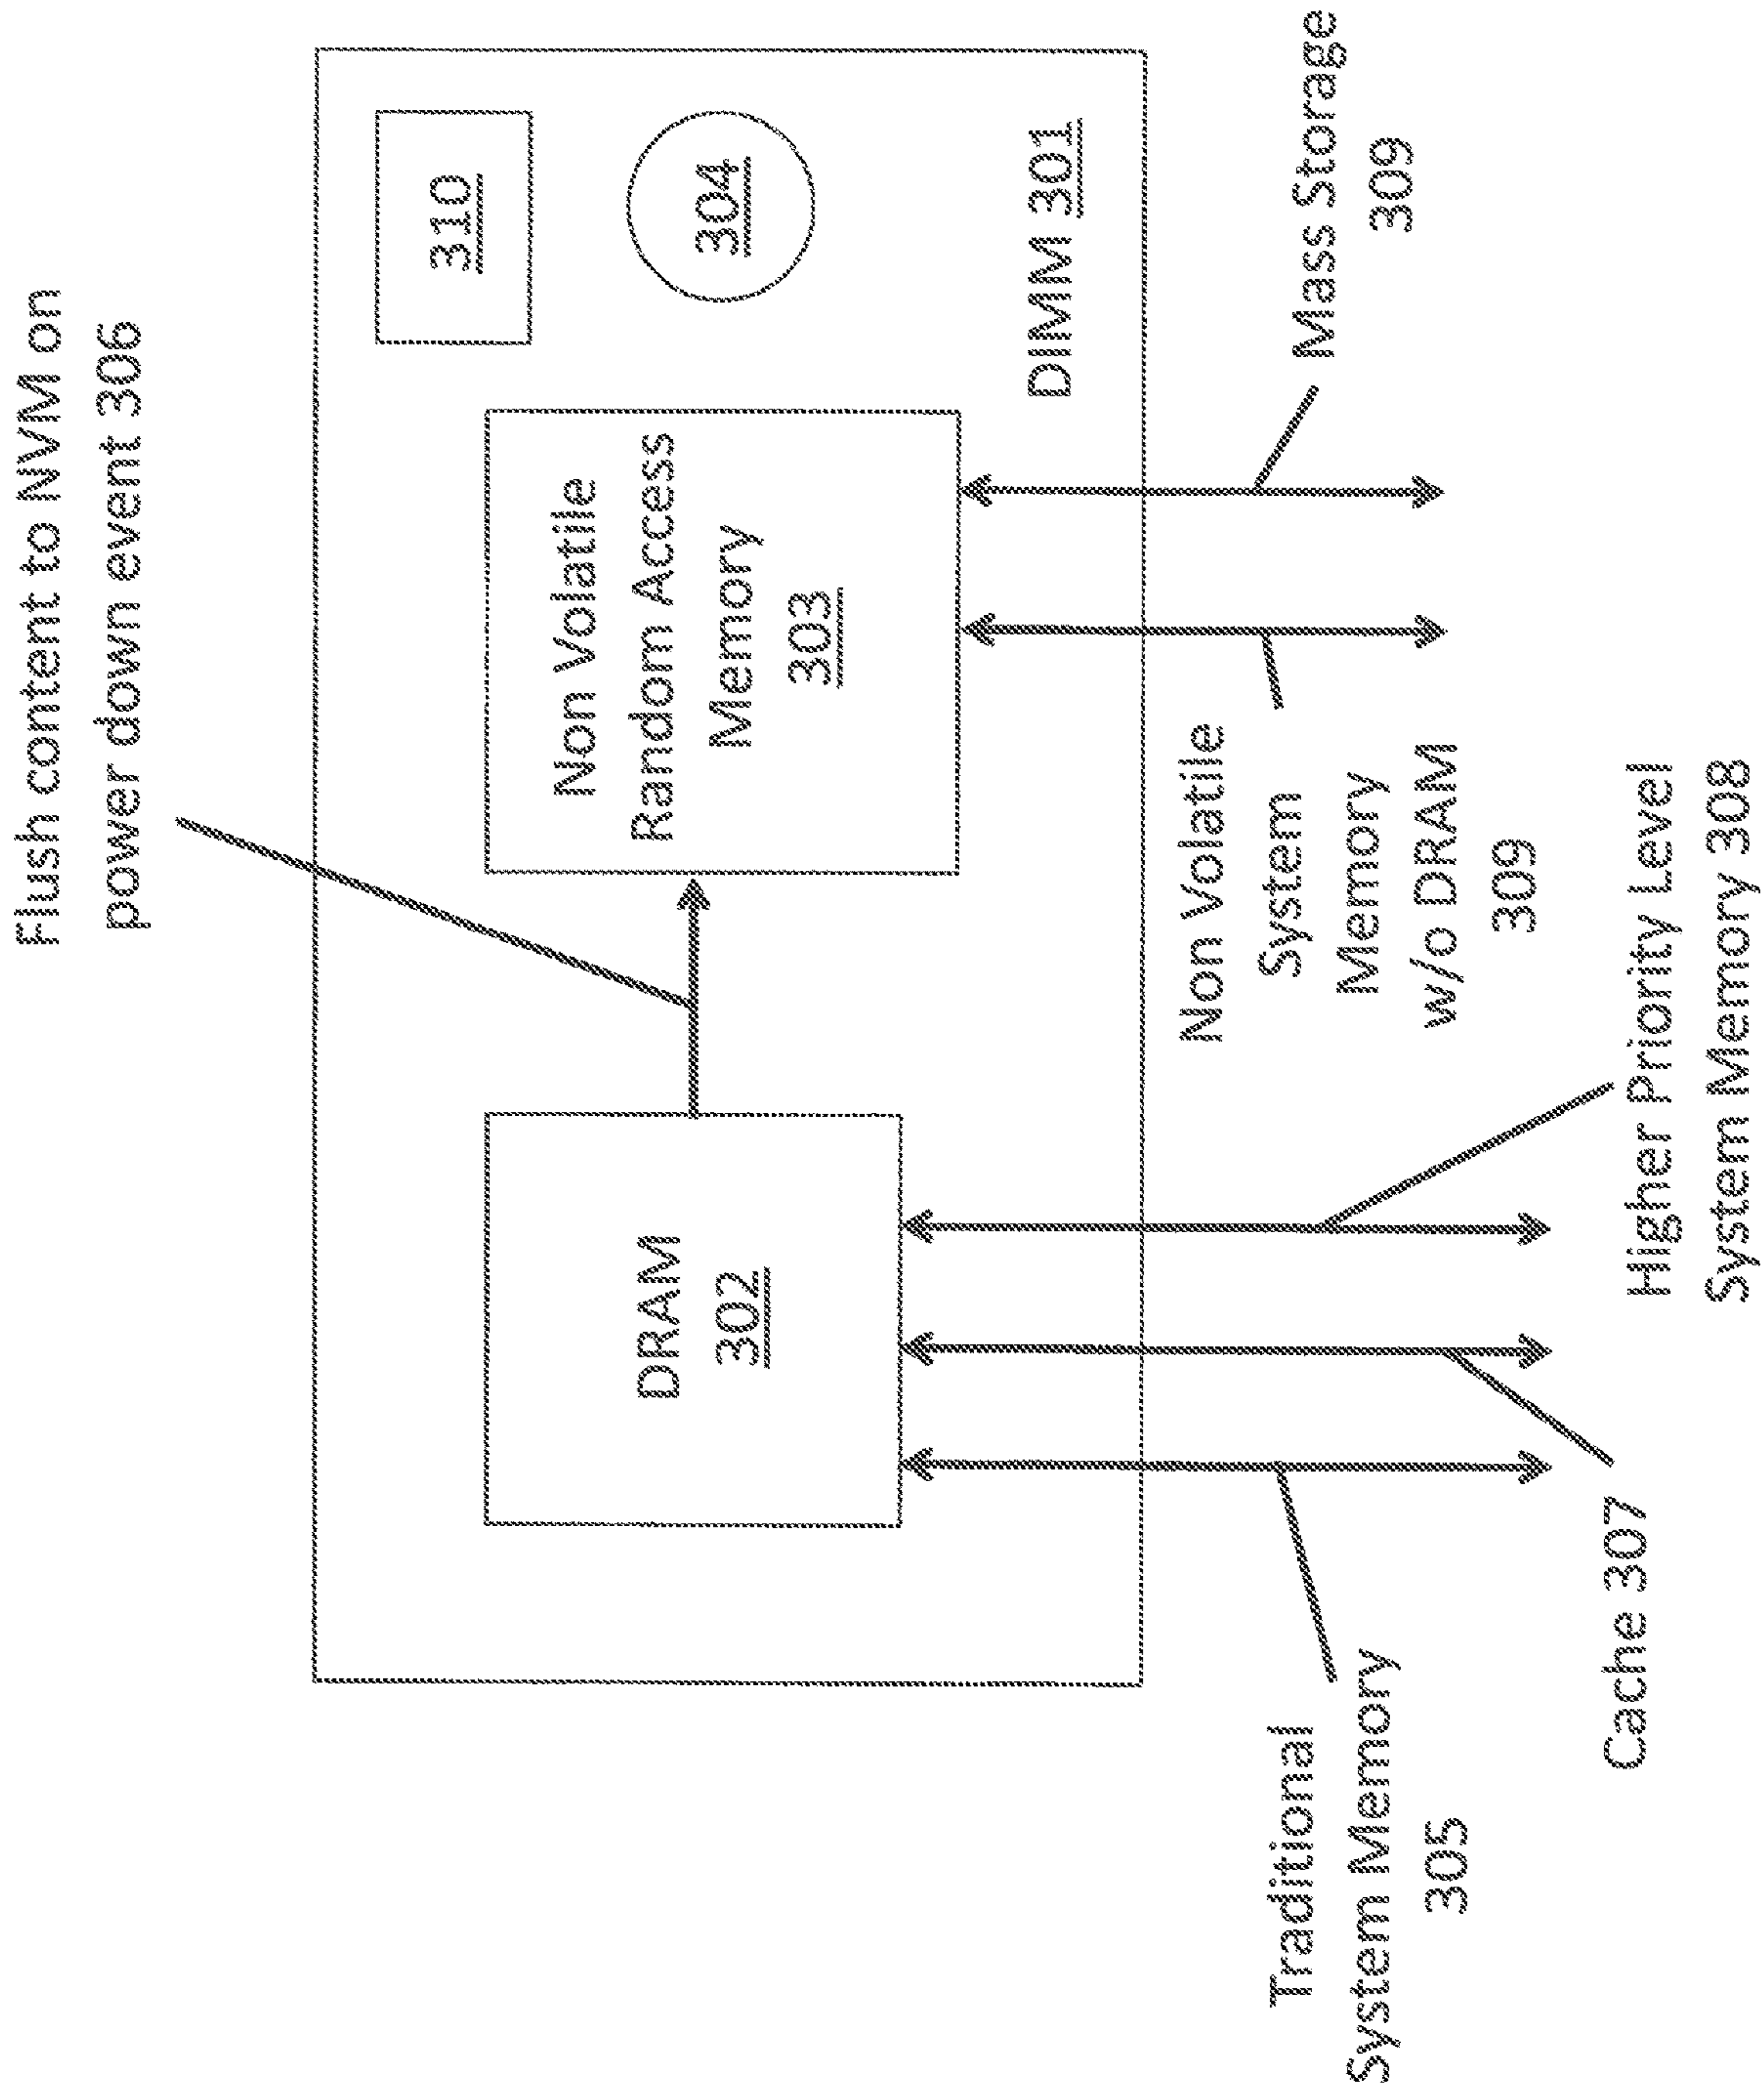 Flush content to NVM on
power down event 306
310
304
DIMM 301
Non Volatile
Random Access
Memory
303
DRAM
302
Mass Storage
309
Non Volatile
System
Memory
w/o DRAM
309
Higher Priority Level
System Memory 308
Cache 307
Traditional
System Memory
305